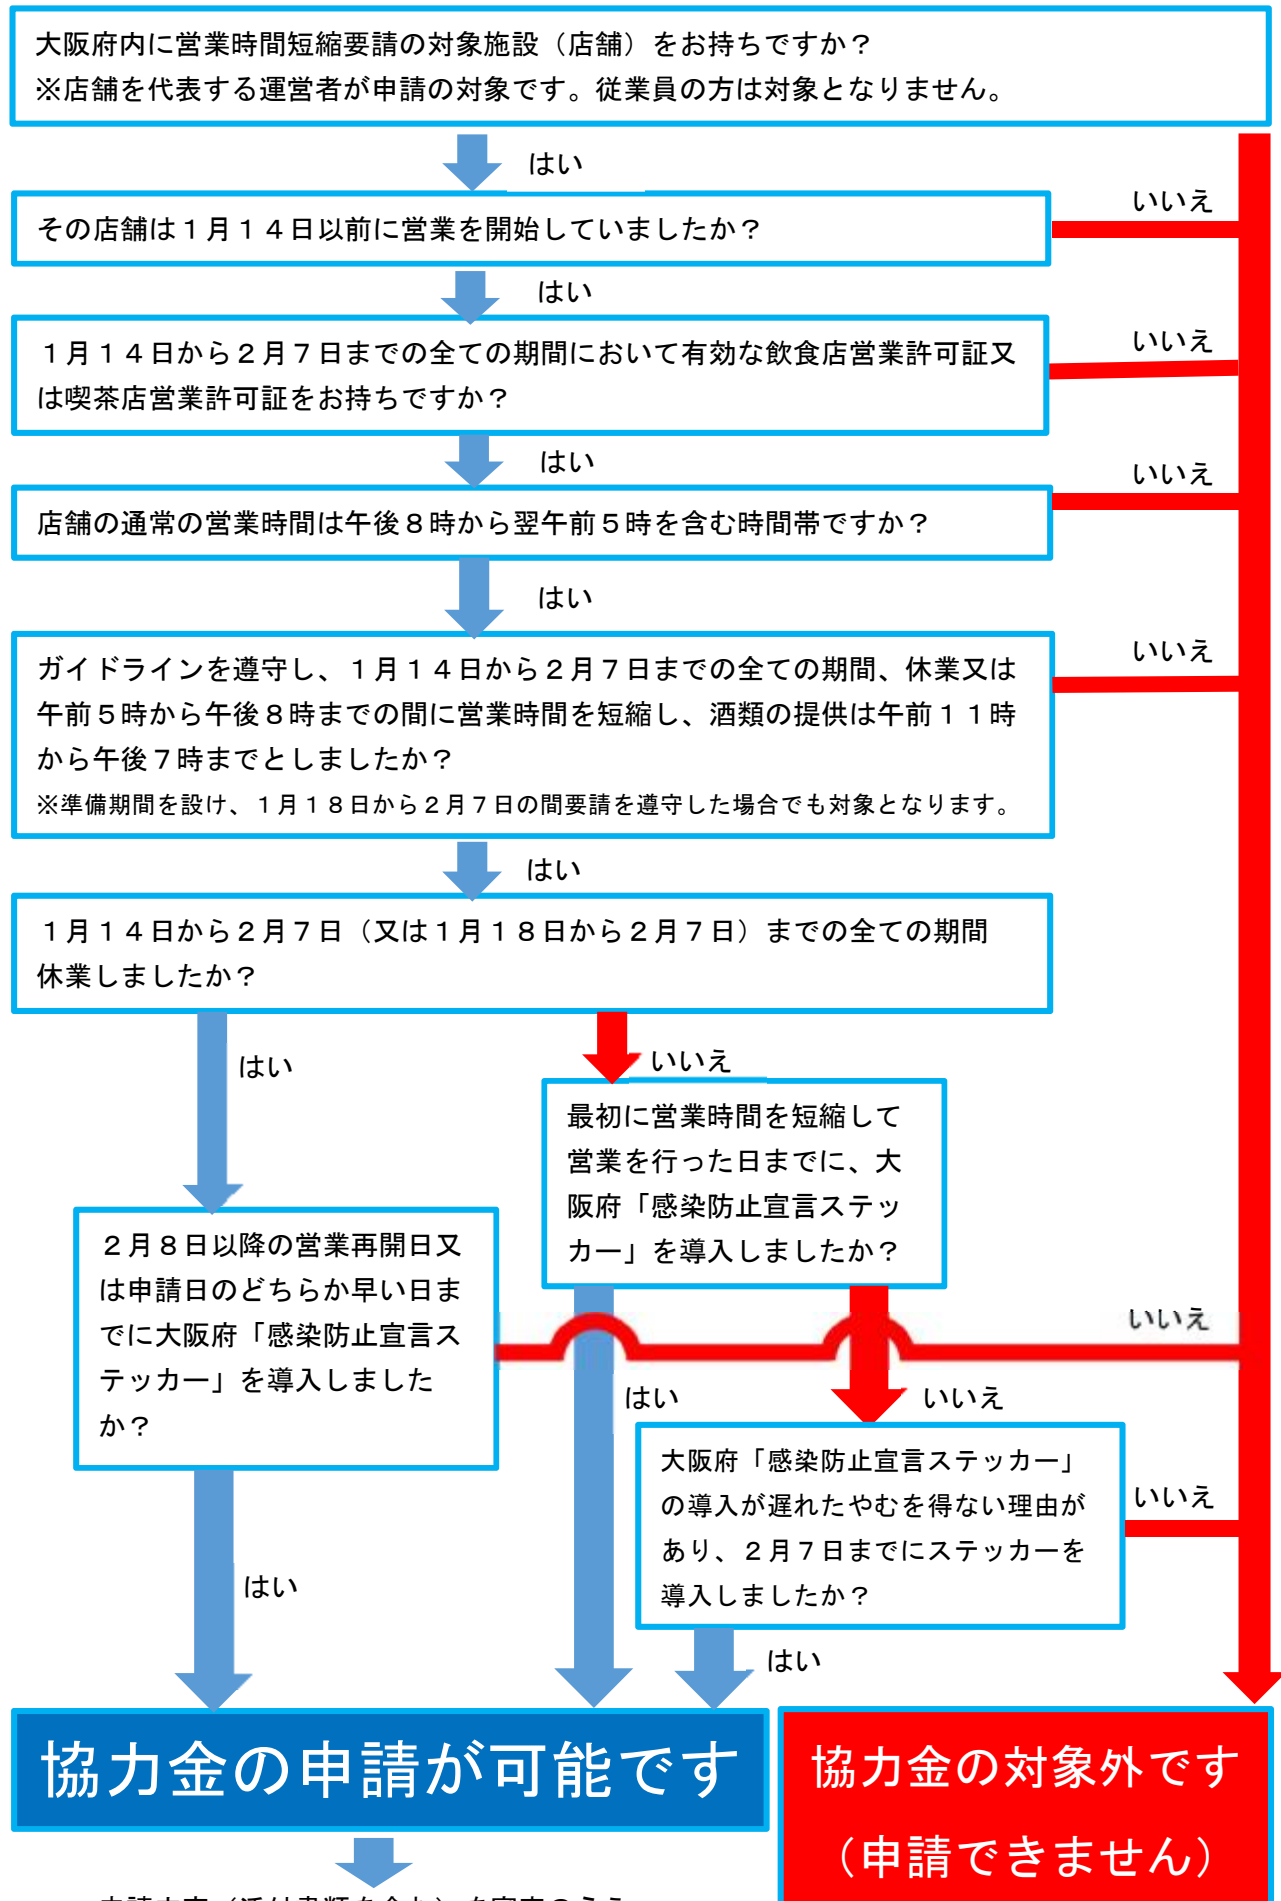 大阪府内に営業時間短縮要請の対象施設（店舗）をお持ちですか？
※店舗を代表する運営者が申請の対象です。従業員の方は対象となりません。
はい
いいえ
その店舗は１月１４日以前に営業を開始していましたか？
はい
いいえ
１月１４日から２月７日までの全ての期間において有効な飲食店営業許可証又
は喫茶店営業許可証をお持ちですか？
はい
いいえ
店舗の通常の営業時間は午後８時から翌午前５時を含む時間帯ですか？
はい
いいえ
ガイドラインを遵守し、１月１４日から２月７日までの全ての期間、休業又は
午前５時から午後８時までの間に営業時間を短縮し、酒類の提供は午前１１時
から午後７時までとしましたか？
※準備期間を設け、１月１８日から２月７日の間要請を遵守した場合でも対象となります。
はい
１月１４日から２月７日（又は１月１８日から２月７日）までの全ての期間
休業しましたか？
はい
いいえ
最初に営業時間を短縮して
営業を行った日までに、大
阪府「感染防止宣言ステッ
カー」を導入しましたか？
２月８日以降の営業再開日又
は申請日のどちらか早い日ま
でに大阪府「感染防止宣言ス
テッカー」を導入しました
か？
いいえ
はい
いいえ
大阪府「感染防止宣言ステッカー」
の導入が遅れたやむを得ない理由が
あり、２月７日までにステッカーを
導入しましたか？
いいえ
はい
はい
協力金の申請が可能です
協力金の対象外です
（申請できません）